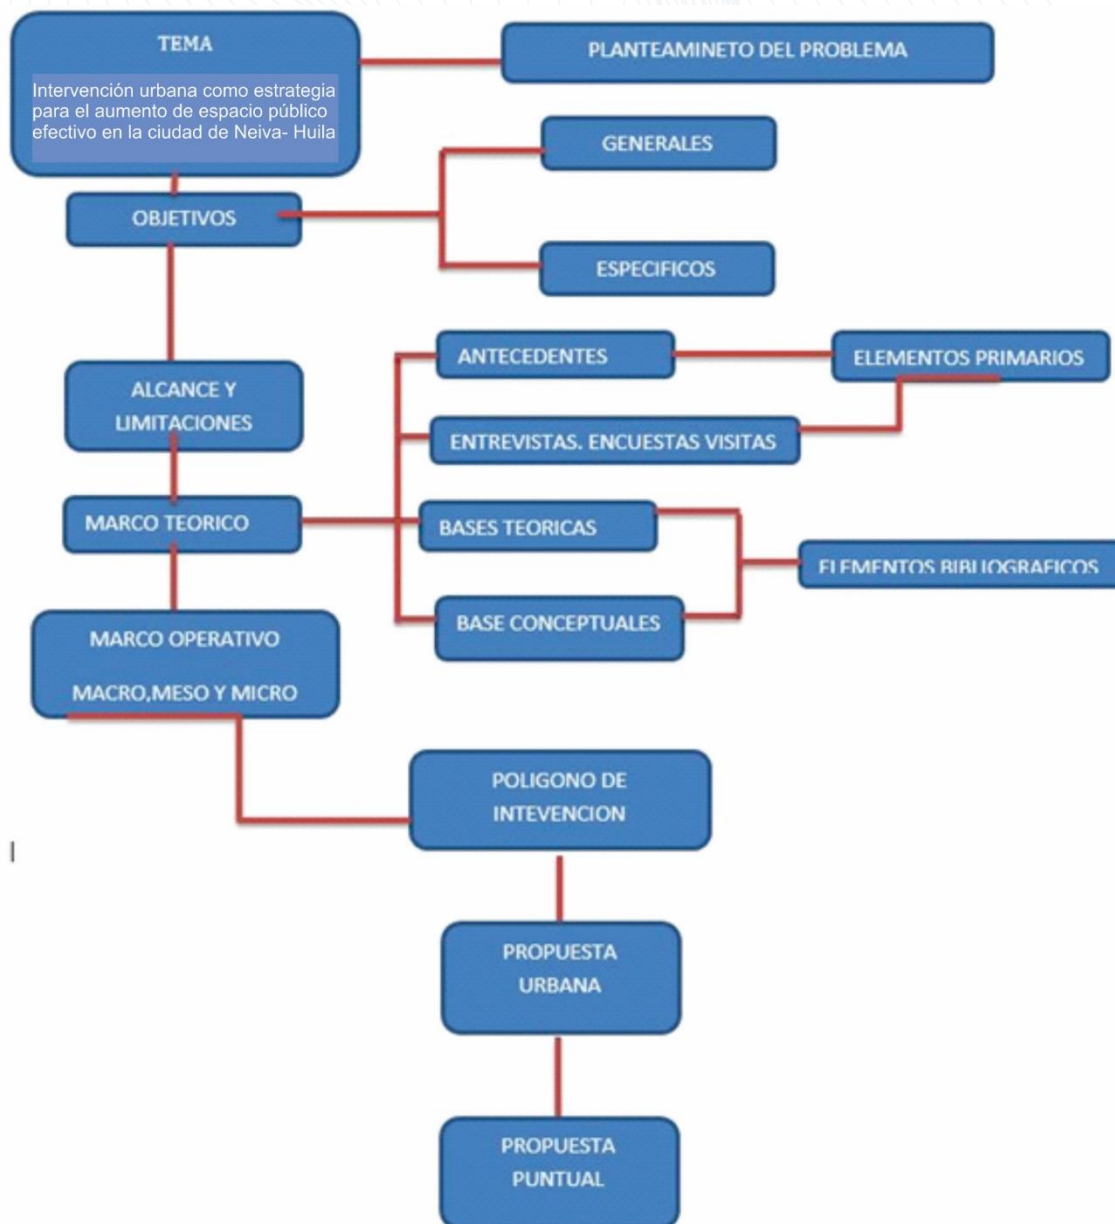 TEMA
Intervención urbana como estrategia
para el aumento de espacio público
efectivo en la ciudad de Neiva- Huila
PLANTEAMINETO DEL PROBLEMA
OBJETIVOS
GENERALES
ESPECIFICOS
ALCANCE Y
LIMITACIONES
ANTECEDENTES
ELEMENTOS PRIMARIOS
ENTREVISTAS. ENCUESTAS VISITAS
MARCO TEORICO
BASES TEORICAS
ELEMENTOS BIBLIOGRAFICOS
BASE CONCEPTUALES
MARCO OPERATIVO
MACRO,MESO Y MICRO
POLIGONO DE
INTEVENCION
PROPUESTA
URBANA
PROPUESTA
PUNTUAL